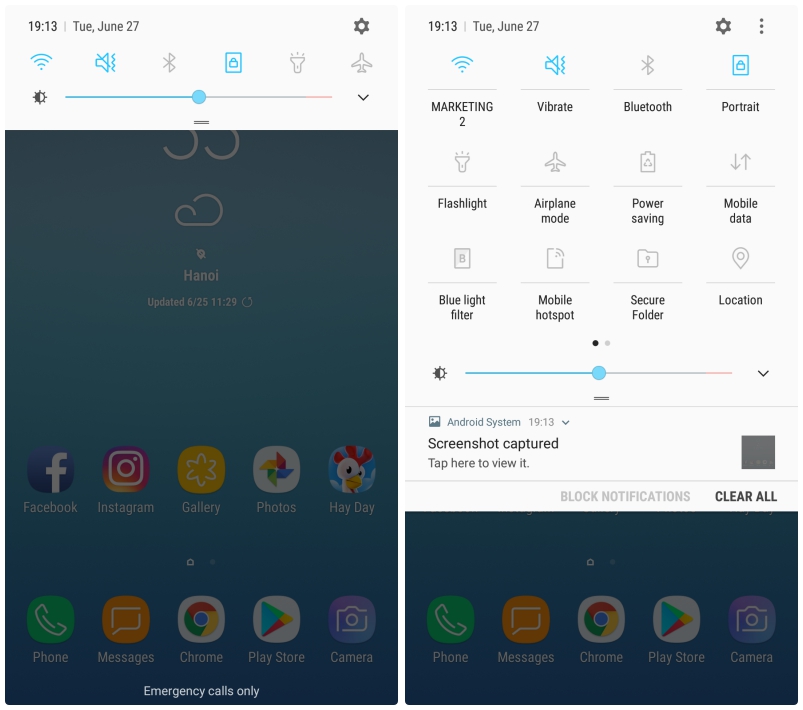 19:13 | Tue, June 27
Hanoi
Updated 6/25 11:29
Facebook Instagram Gallery Photos Hay Day
Phone Messages Chrome Play Store Camera
Emergency calls only
19:13 | Tue, June 27
MARKETING 2 Vibrate Bluetooth Portrait
Flashlight Airplane mode Power saving Mobile data
B
Blue light filter Mobile hotspot Secure Folder Location
Android System 19:13
Screenshot captured
Tap here to view it.
BLOCK NOTIFICATIONS CLEAR ALL
Phone Messages Chrome Play Store Camera